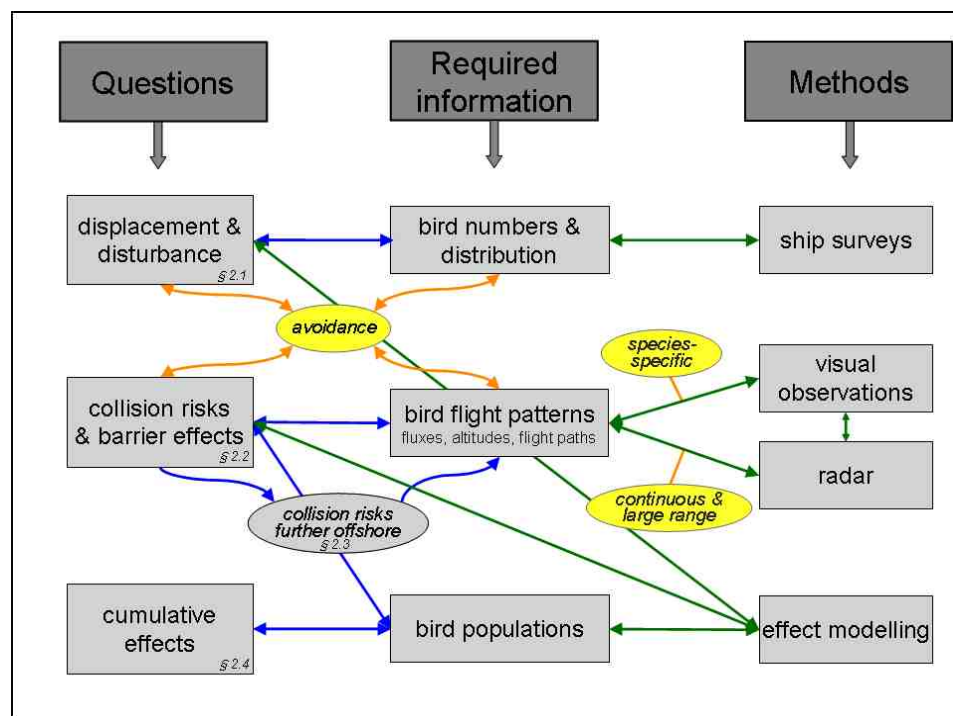 Questions
Required
information
Methods
displacement &
disturbance
§ 2.1
bird numbers &
distribution
ship surveys
avoidance
species-
specific
visual
observations
collision risks
& barrier effects
§ 2.2
bird flight patterns
fluxes, altitudes, flight paths
radar
continuous &
large range
collision risks
further offshore
§ 2.3
cumulative
effects
§ 2.4
bird populations
effect modelling